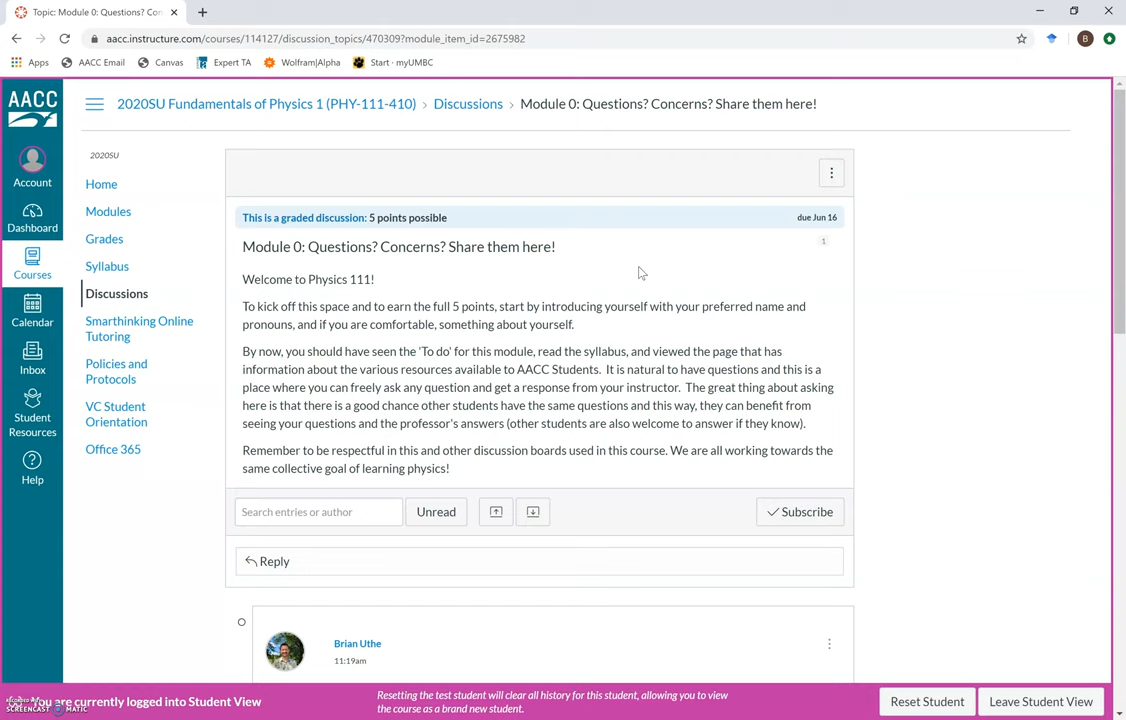 Topic: Module 0: Questions? Con
aacc.instructure.com/courses/114127/discussion_topics/470309?module_item_id=2675982
B
Apps
AACC Email
Canvas
Expert TA
Wolfram|Alpha
Start · myUMBC
AACC
Account
Dashboard
Courses
Calendar
Inbox
Student
Resources
Help
2020SU Fundamentals of Physics 1 (PHY-111-410) › Discussions › Module 0: Questions? Concerns? Share them here!
2020SU
Home
Modules
Grades
Syllabus
Discussions
Smarthinking Online
Tutoring
Policies and
Protocols
VC Student
Orientation
Office 365
This is a graded discussion: 5 points possible
due Jun 16
Module 0: Questions? Concerns? Share them here!
1
Welcome to Physics 111!
To kick off this space and to earn the full 5 points, start by introducing yourself with your preferred name and
pronouns, and if you are comfortable, something about yourself.
By now, you should have seen the 'To do' for this module, read the syllabus, and viewed the page that has
information about the various resources available to AACC Students.  It is natural to have questions and this is a
place where you can freely ask any question and get a response from your instructor.  The great thing about asking
here is that there is a good chance other students have the same questions and this way, they can benefit from
seeing your questions and the professor's answers (other students are also welcome to answer if they know).
Remember to be respectful in this and other discussion boards used in this course. We are all working towards the
same collective goal of learning physics!
Search entries or author
Unread
Subscribe
Reply
Brian Uthe
11:19am
You are currently logged into Student View
SCREENCAST MATIC
Resetting the test student will clear all history for this student, allowing you to view
the course as a brand new student.
Reset Student
Leave Student View